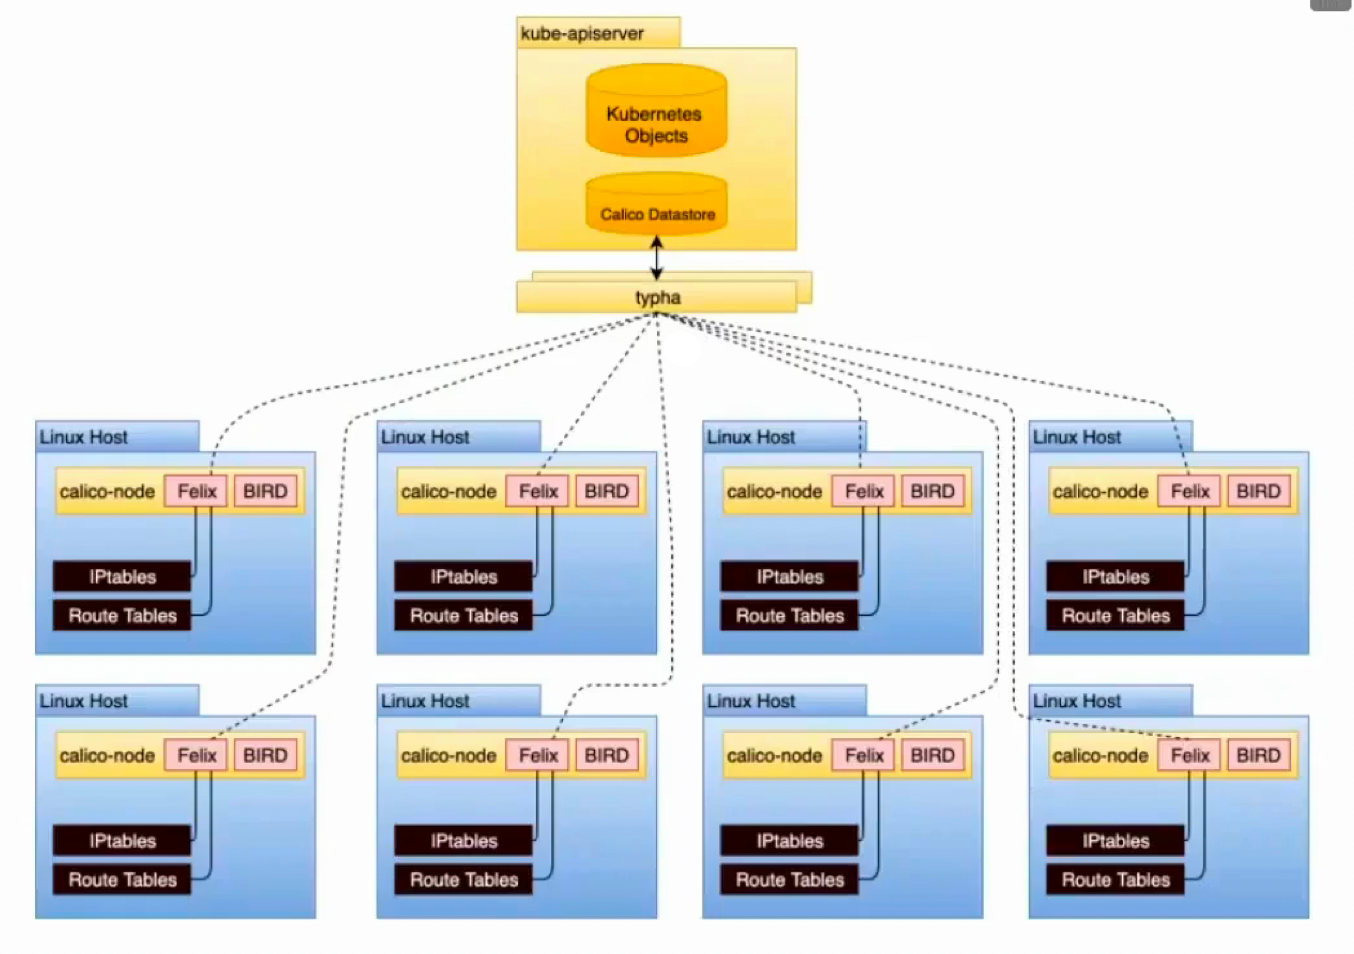 kube-apiserver
Kubernetes
Objects
Calico Datastore
typha
Linux Host
calico-node Felix BIRD
IPtables
Route Tables
Linux Host
calico-node Felix BIRD
IPtables
Route Tables
Linux Host
calico-node Felix BIRD
IPtables
Route Tables
Linux Host
calico-node Felix BIRD
IPtables
Route Tables
Linux Host
calico-node Felix BIRD
IPtables
Route Tables
Linux Host
calico-node Felix BIRD
IPtables
Route Tables
Linux Host
calico-node Felix BIRD
IPtables
Route Tables
Linux Host
calico-node Felix BIRD
IPtables
Route Tables